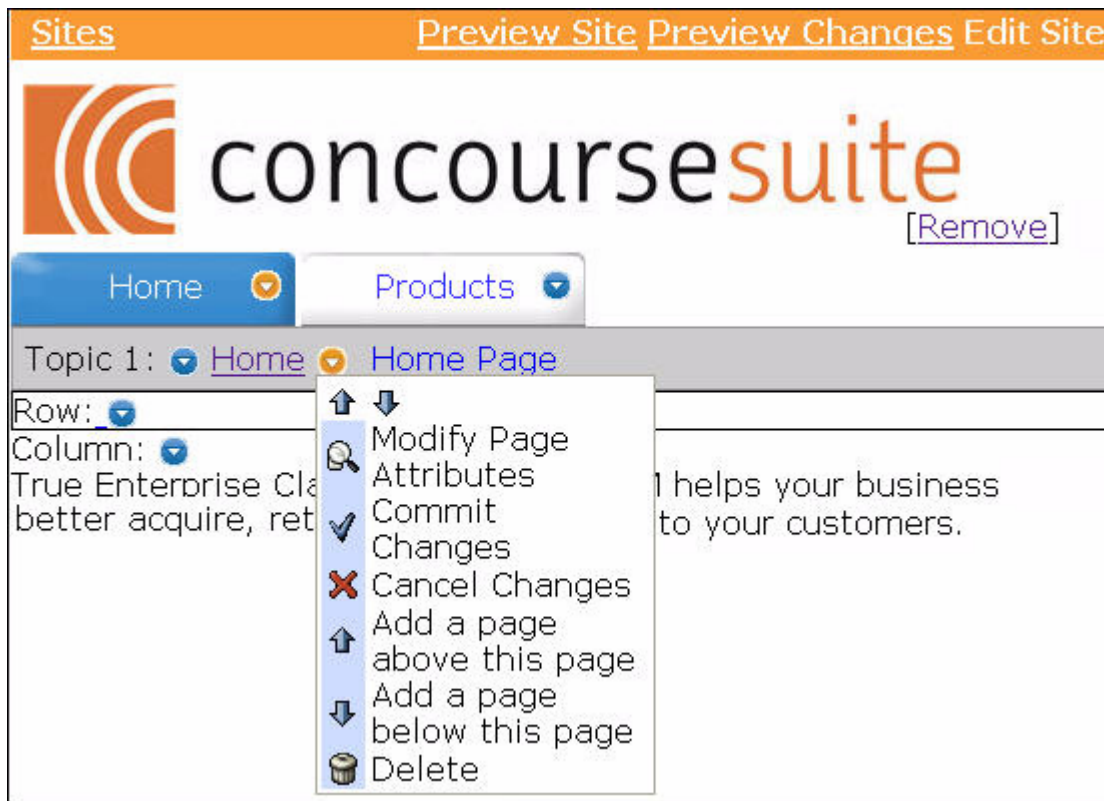 Sites Preview Site Preview Changes Edit Site
concoursesuite
[Remove]
Home Products
Topic 1: Home Home Page
Row:
Column:
True Enterprise Cla helps your business
better acquire, ret to your customers.
Modify Page
Attributes
Commit
Changes
Cancel Changes
Add a page
above this page
Add a page
below this page
Delete